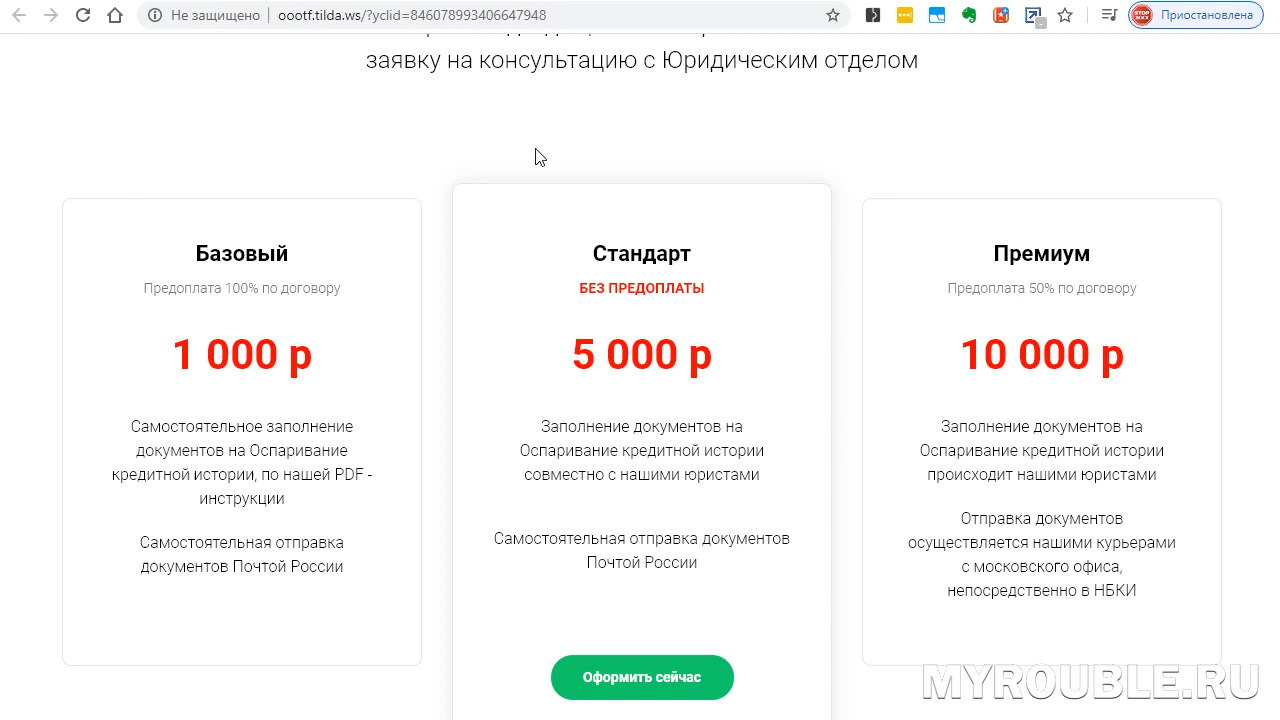 Не защищено
oootf.tilda.ws/?yclid=846078993406647948
Приостановлена
заявку на консультацию с Юридическим отделом
Базовый
Предоплата 100% по договору
1 000 р
Самостоятельное заполнение
документов на Оспаривание
кредитной истории, по нашей PDF -
инструкции
Самостоятельная отправка
документов Почтой России
Стандарт
БЕЗ ПРЕДОПЛАТЫ
5 000 р
Заполнение документов на
Оспаривание кредитной истории
совместно с нашими юристами
Самостоятельная отправка документов
Почтой России
Оформить сейчас
Премиум
Предоплата 50% по договору
10 000 р
Заполнение документов на
Оспаривание кредитной истории
происходит нашими юристами
Отправка документов
осуществляется нашими курьерами
с московского офиса,
непосредственно в НБКИ
MYROUBLE.RU